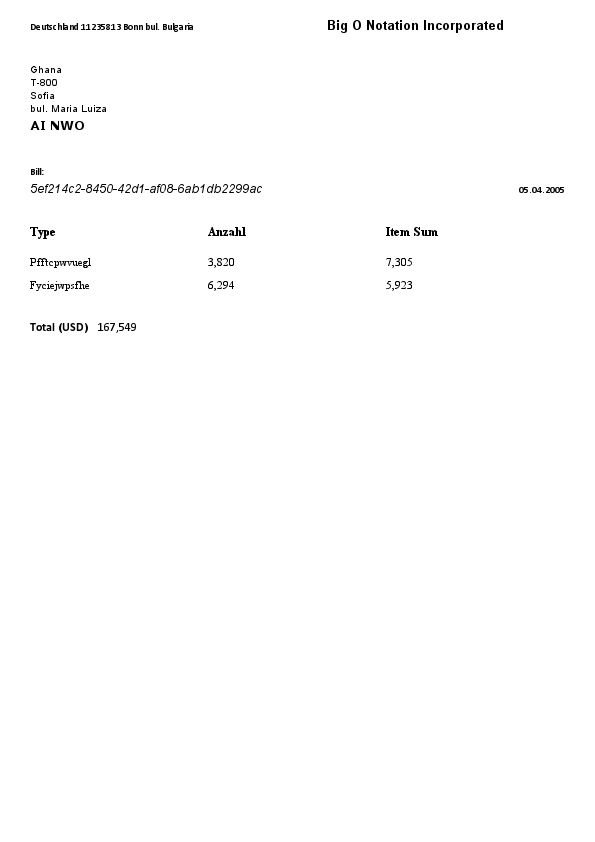 Deutschland 11235813 Bonn bul. Bulgaria
Big O Notation Incorporated
Ghana
T-800
Sofia
bul. Maria Luiza
AI NWO
Bill:
5ef214c2-8450-42d1-af08-6ab1db2299ac
05.04.2005
Type Anzahl Item Sum
Pfftcpwvuegl 3,820 7,305
Fyciejwpsfhe 6,294 5,923
Total (USD) 167,549